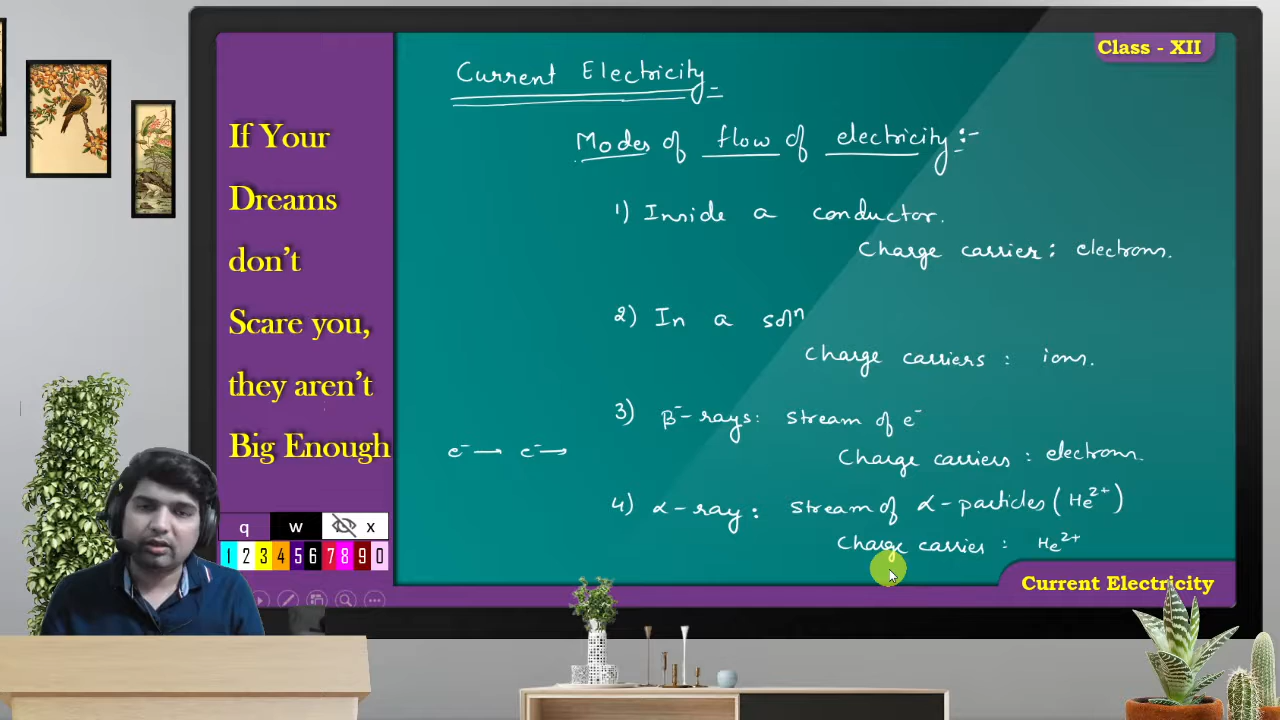 Class - XII
If Your
Dreams
don't
Scare you,
they aren't
Big Enough
Current Electricity
Modes of flow of electricity :-
1) Inside a conductor.
Charge carrier : electrons.
2) In a solⁿ
Charge carriers : ions.
3) β⁻- rays: stream of e⁻
Charge carriers : electrons.
e⁻→ e⁻→
4) α-ray : stream of α-particles (He²⁺)
Charge carrier : He²⁺
q w x
1 2 3 4 5 6 7 8 9 0
Current Electricity